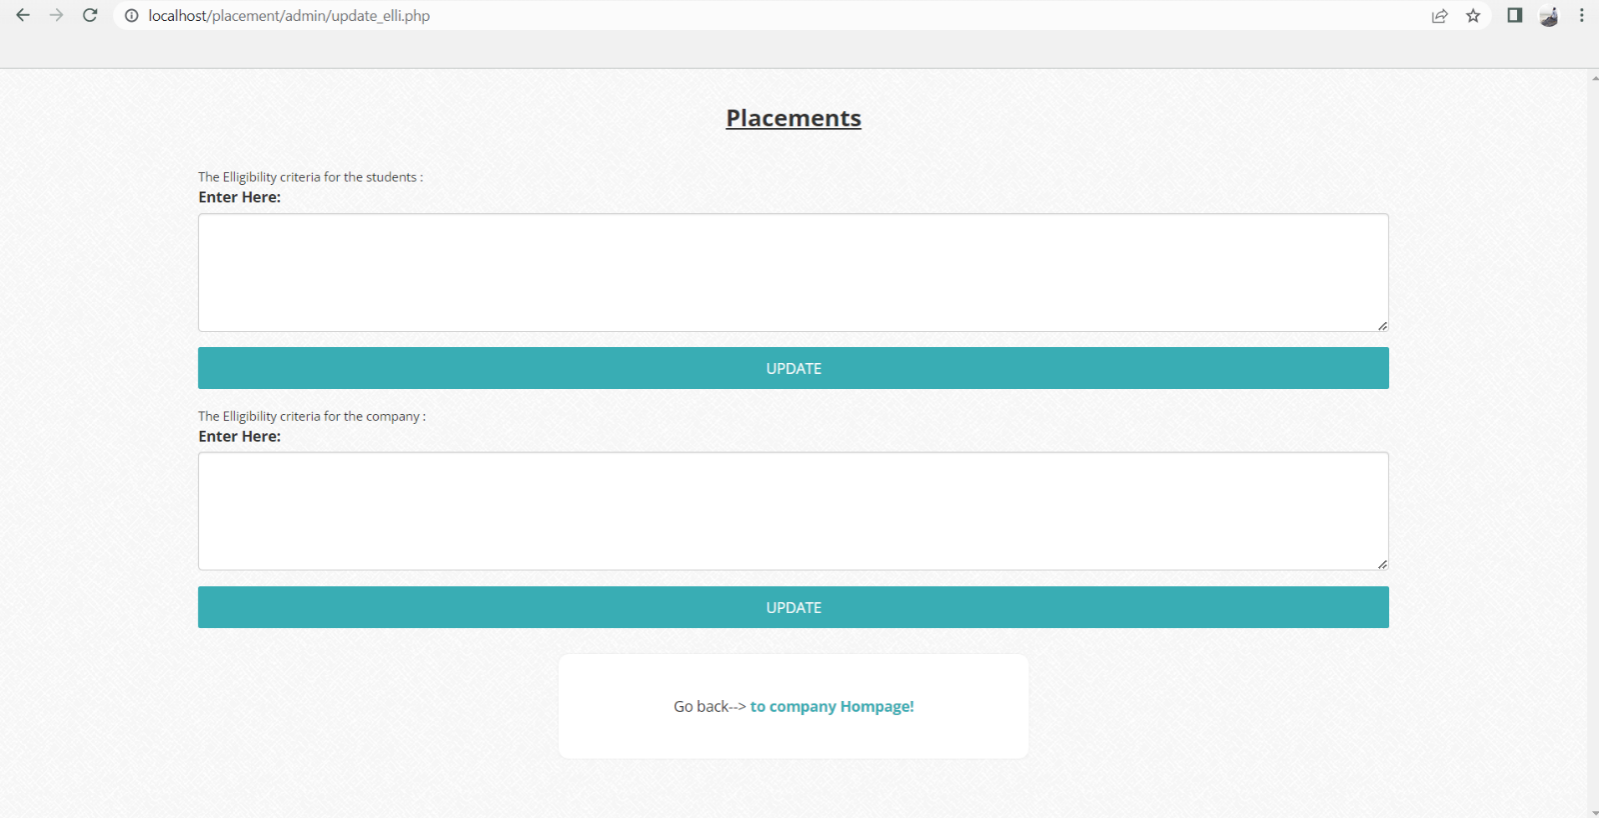 localhost/placement/admin/update_elli.php
Placements
The Elligibility criteria for the students :
Enter Here:
UPDATE
The Elligibility criteria for the company :
Enter Here:
UPDATE
Go back--> to company Hompage!